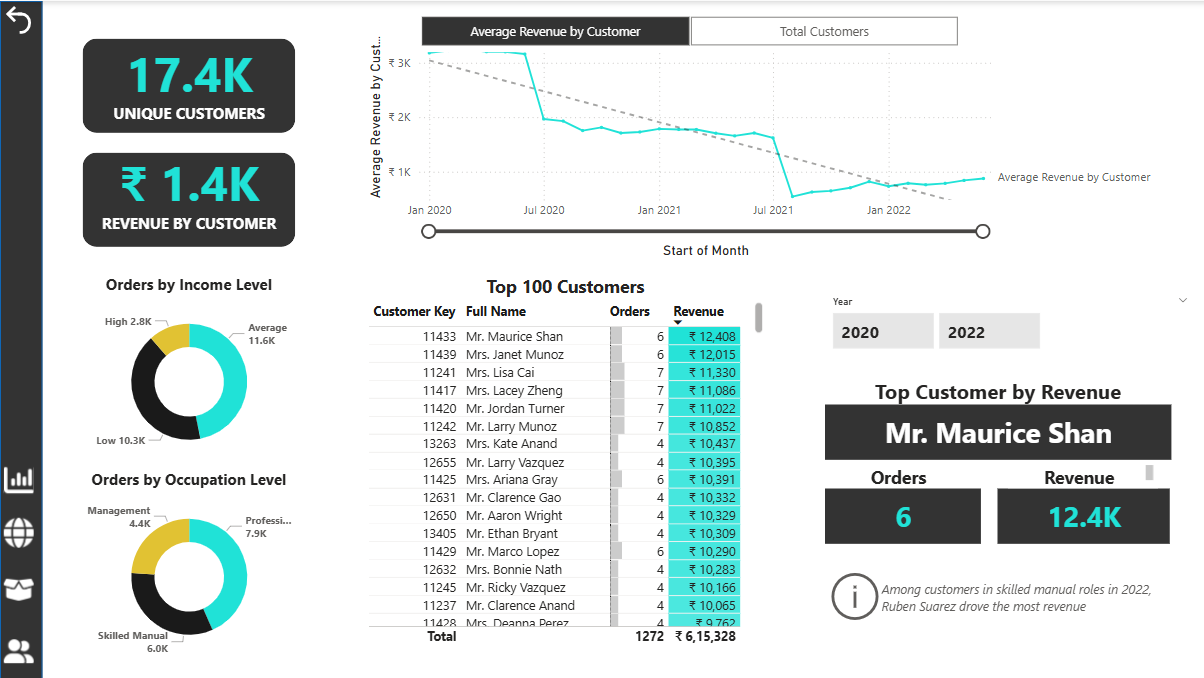 17.4K
UNIQUE CUSTOMERS
₹ 1.4K
REVENUE BY CUSTOMER
Average Revenue by Customer
Total Customers
Average Revenue by Cust...
₹ 3K
₹ 2K
₹ 1K
Jan 2020 Jul 2020 Jan 2021 Jul 2021 Jan 2022
Average Revenue by Customer
Start of Month
Orders by Income Level
High 2.8K
Average
11.6K
Low 10.3K
Orders by Occupation Level
Management
4.4K
Professi...
7.9K
Skilled Manual
6.0K
Top 100 Customers
Customer Key Full Name Orders Revenue
11433 Mr. Maurice Shan 6 ₹ 12,408
11439 Mrs. Janet Munoz 6 ₹ 12,015
11241 Mrs. Lisa Cai 7 ₹ 11,330
11417 Mrs. Lacey Zheng 7 ₹ 11,086
11420 Mr. Jordan Turner 7 ₹ 11,022
11242 Mr. Larry Munoz 7 ₹ 10,852
13263 Mrs. Kate Anand 4 ₹ 10,437
12655 Mr. Larry Vazquez 4 ₹ 10,395
11425 Mrs. Ariana Gray 6 ₹ 10,391
12631 Mr. Clarence Gao 4 ₹ 10,332
12650 Mr. Aaron Wright 4 ₹ 10,329
13405 Mr. Ethan Bryant 4 ₹ 10,309
11429 Mr. Marco Lopez 6 ₹ 10,290
12632 Mrs. Bonnie Nath 4 ₹ 10,283
11245 Mr. Ricky Vazquez 4 ₹ 10,166
11237 Mr. Clarence Anand 4 ₹ 10,065
11428 Mrs. Deanna Perez 4 ₹ 9,762
Total 1272 ₹ 6,15,328
Year
2020 2022
Top Customer by Revenue
Mr. Maurice Shan
Orders Revenue
6 12.4K
i
Among customers in skilled manual roles in 2022,
Ruben Suarez drove the most revenue